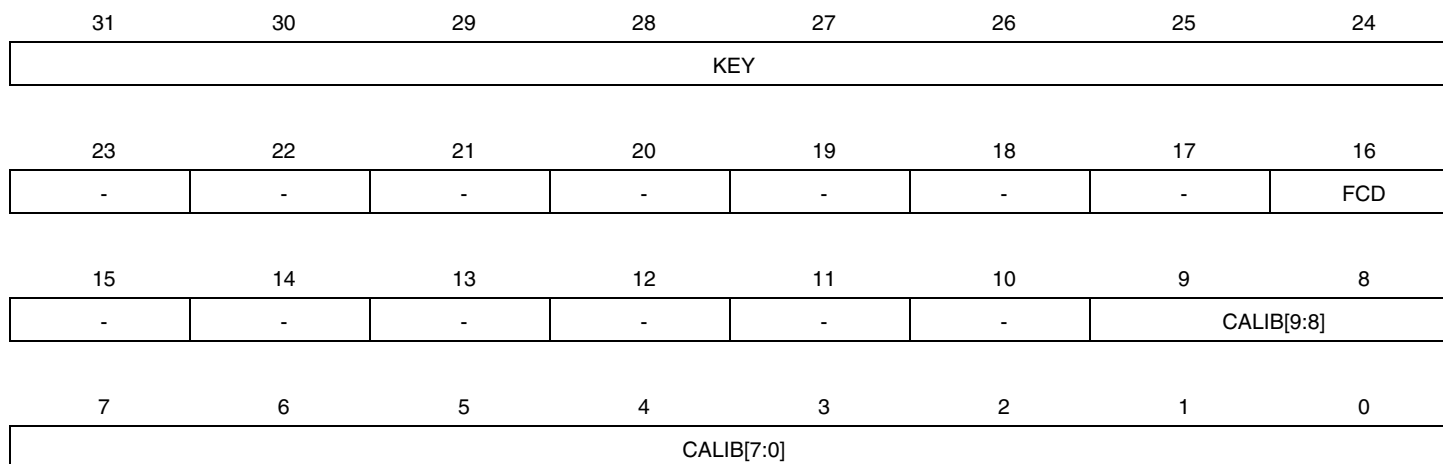 31 30 29 28 27 26 25 24
KEY
23 22 21 20 19 18 17 16
- - - - - - - FCD
15 14 13 12 11 10 9 8
- - - - - - CALIB[9:8]
7 6 5 4 3 2 1 0
CALIB[7:0]